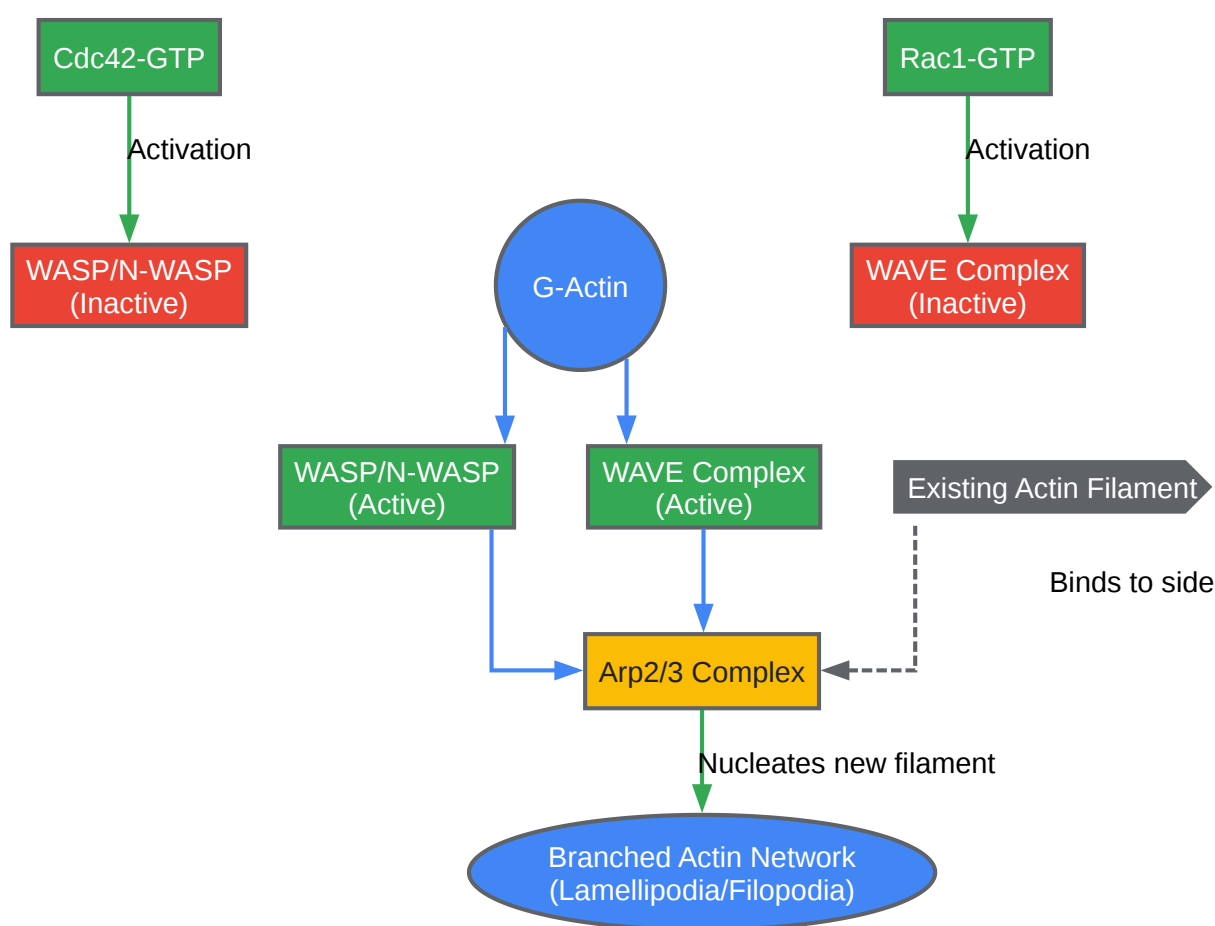 Cdc42-GTP
Rac1-GTP
Activation
Activation
WASP/N-WASP
(Inactive)
G-Actin
WAVE Complex
(Inactive)
WASP/N-WASP
(Active)
WAVE Complex
(Active)
Existing Actin Filament
Binds to side
Arp2/3 Complex
Nucleates new filament
Branched Actin Network
(Lamellipodia/Filopodia)